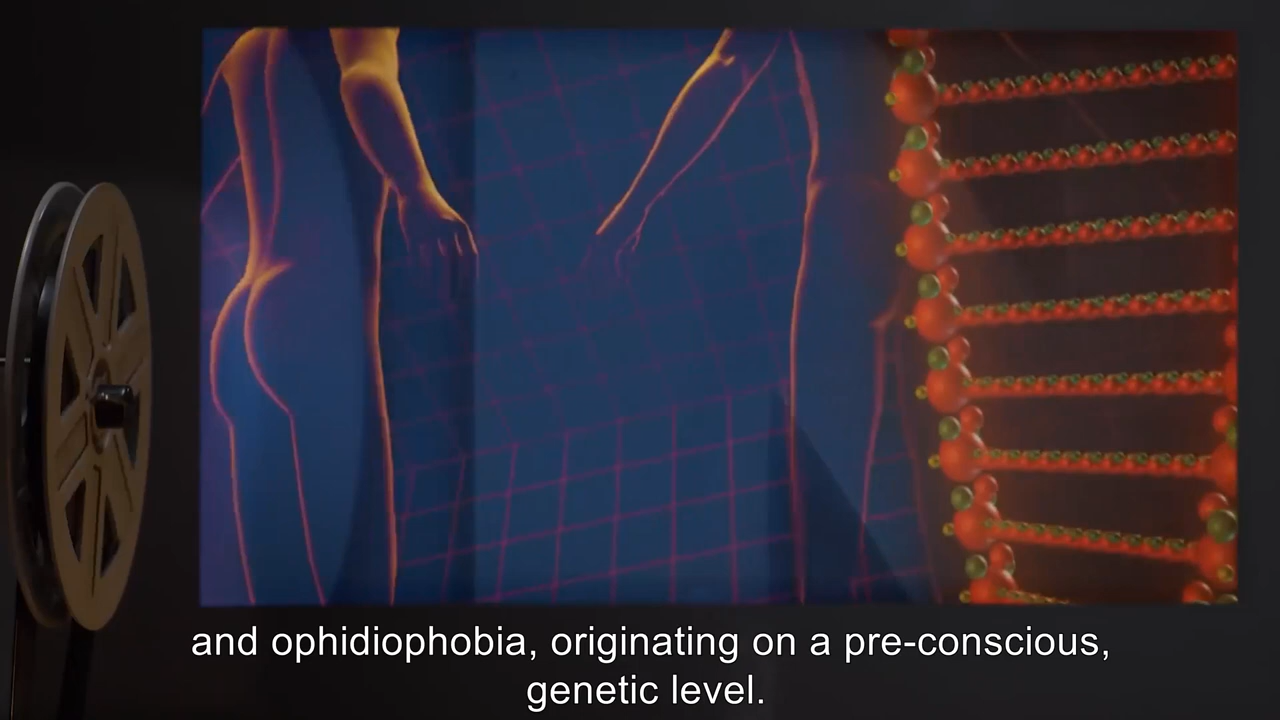 and ophidiophobia, originating on a pre-conscious,
genetic level.